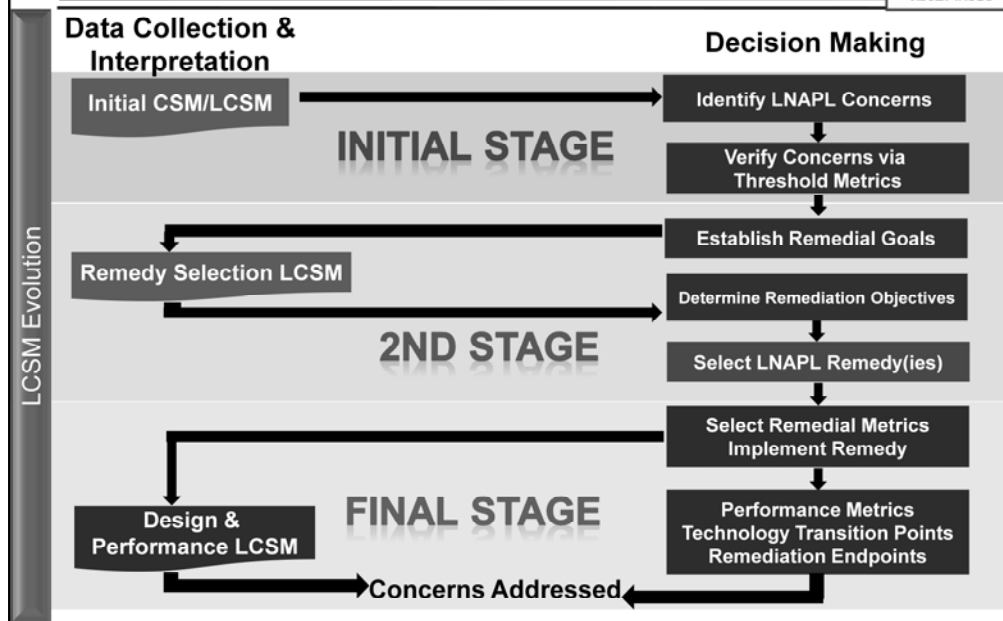 Data Collection &
Interpretation
Decision Making
LCSM Evolution
Initial CSM/LCSM
Identify LNAPL Concerns
INITIAL STAGE
Verify Concerns via
Threshold Metrics
Establish Remedial Goals
Remedy Selection LCSM
Determine Remediation Objectives
2ND STAGE
Select LNAPL Remedy(ies)
Select Remedial Metrics
Implement Remedy
FINAL STAGE
Design &
Performance LCSM
Performance Metrics
Technology Transition Points
Remediation Endpoints
Concerns Addressed